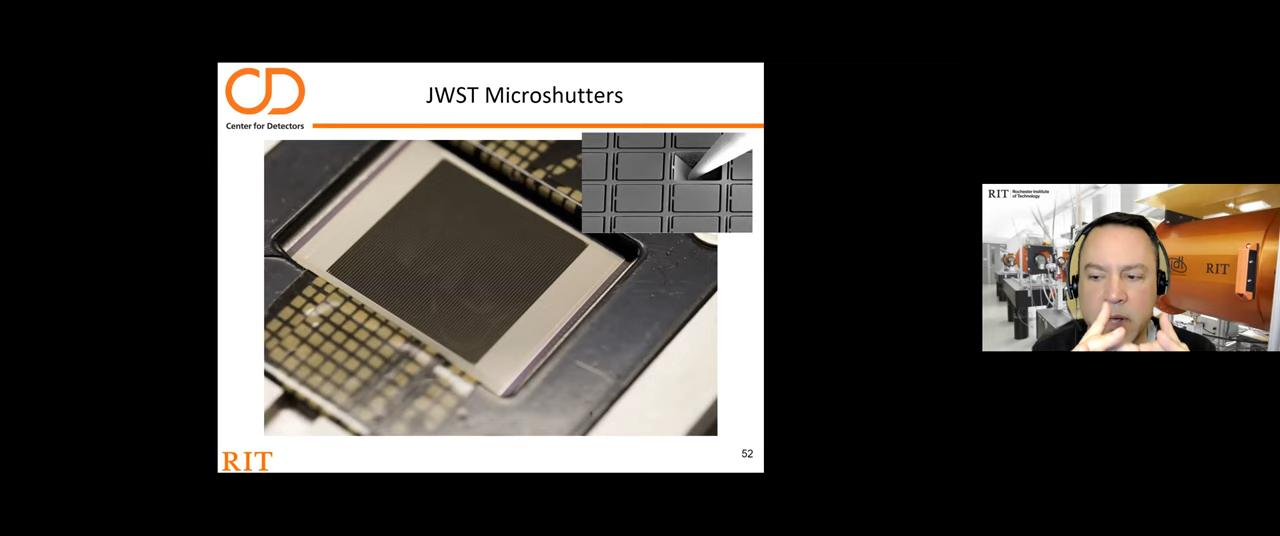 JWST Microshutters
Center for Detectors
RIT
52
RIT Rochester Institute
of Technology
RIT